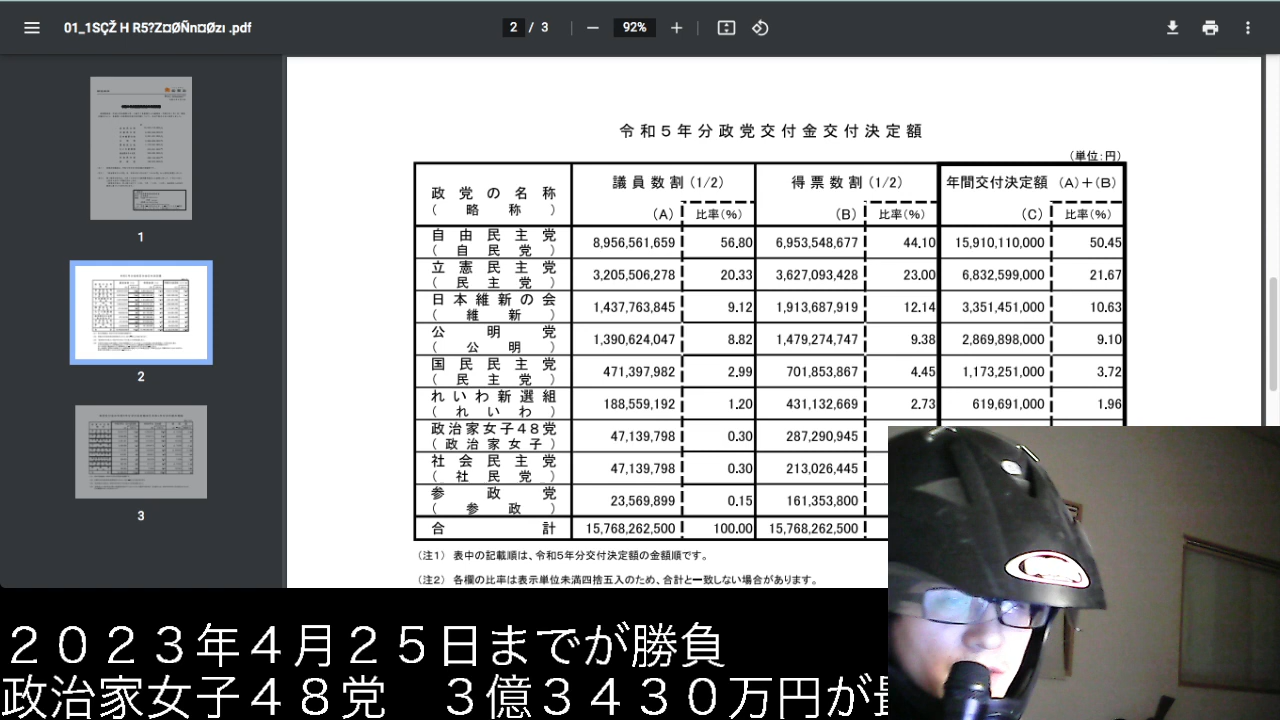 01_1SÇŽ H R5?Z¤ØÑn¤Øzı .pdf
2 / 3
92%
1
2
3
令和５年分政党交付金交付決定額
（単位：円）
政党の名称（略称） 議員数割（1/2）（A） 比率(%) 得票数割（1/2）（B） 比率(%) 年間交付決定額 （A）＋（B）（C） 比率(%)
自由民主党（自民党） 8,956,561,659 56.80 6,953,548,677 44.10 15,910,110,000 50.45
立憲民主党（民主党） 3,205,506,278 20.33 3,627,093,428 23.00 6,832,599,000 21.67
日本維新の会（維新） 1,437,763,845 9.12 1,913,687,919 12.14 3,351,451,000 10.63
公明党（公明） 1,390,624,047 8.82 1,479,274,747 9.38 2,869,898,000 9.10
国民民主党（民主党） 471,397,982 2.99 701,853,867 4.45 1,173,251,000 3.72
れいわ新選組（れいわ） 188,559,192 1.20 431,132,669 2.73 619,691,000 1.96
政治家女子４８党（政治家女子） 47,139,798 0.30 287,290,945
社会民主党（社民党） 47,139,798 0.30 213,026,445
参政党（参政） 23,569,899 0.15 161,353,800
合計 15,768,262,500 100.00 15,768,262,500
（注１） 表中の記載順は、令和５年分交付決定額の金額順です。
（注２） 各欄の比率は表示単位未満四捨五入のため、合計と一致しない場合があります。
２０２３年４月２５日までが勝負
政治家女子４８党　３億３４３０万円が